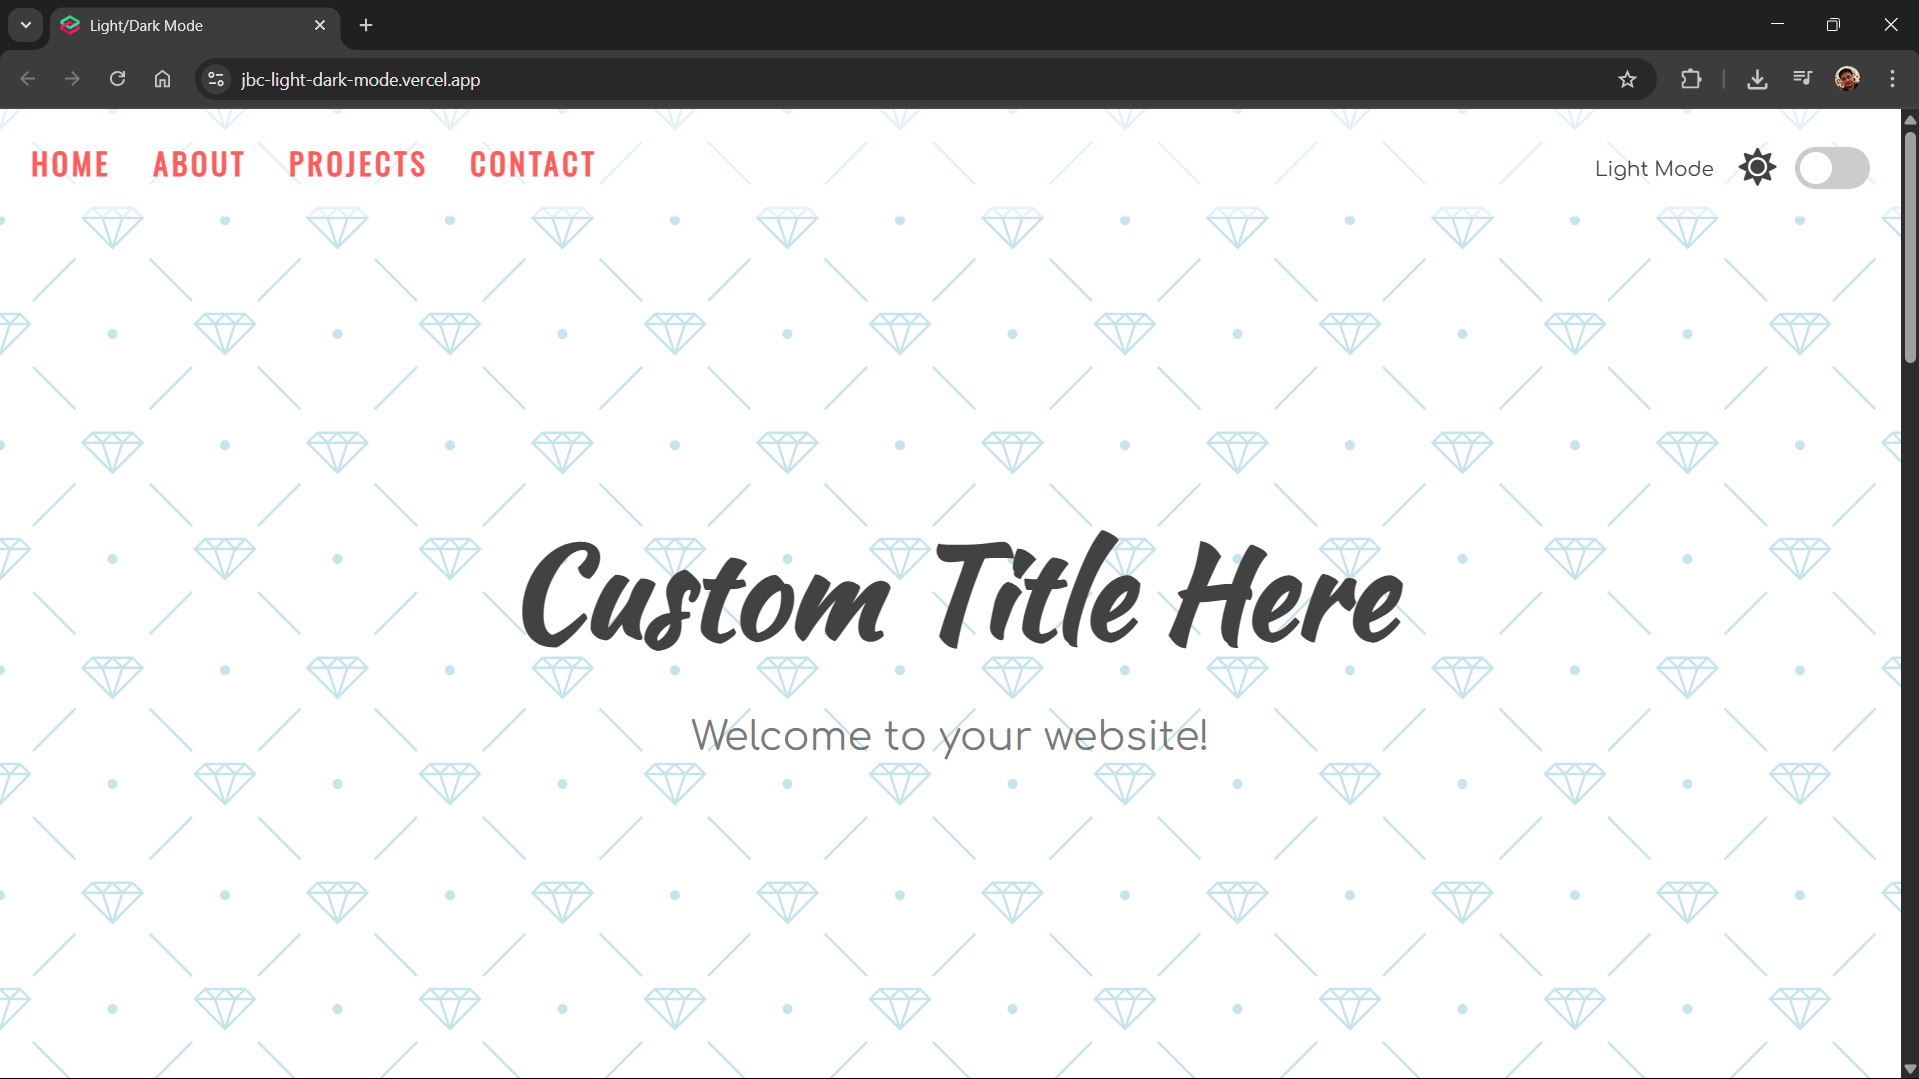 Light/Dark Mode
jbc-light-dark-mode.vercel.app
HOME ABOUT PROJECTS CONTACT Light Mode
Custom Title Here
Welcome to your website!